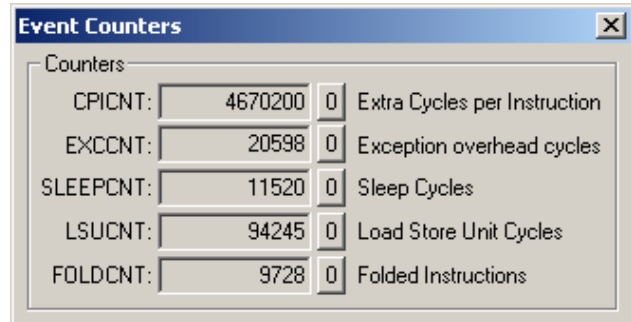 Event Counters
Counters
CPICNT: 4670200 0 Extra Cycles per Instruction
EXCCNT: 20598 0 Exception overhead cycles
SLEEPCNT: 11520 0 Sleep Cycles
LSUCNT: 94245 0 Load Store Unit Cycles
FOLDCNT: 9728 0 Folded Instructions